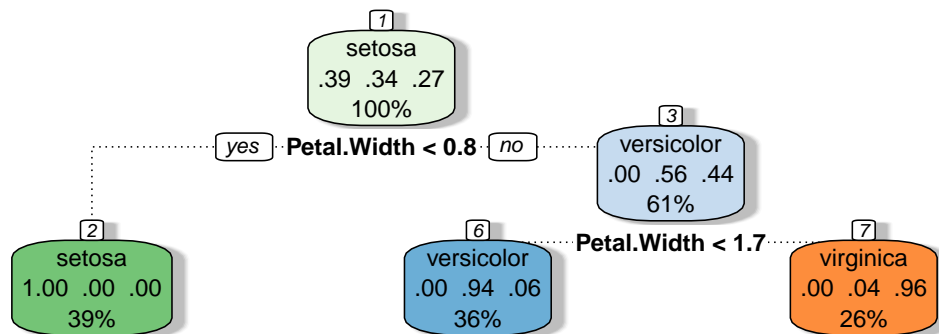 1
setosa
.39 .34 .27
100%
yes Petal.Width < 0.8 no
3
versicolor
.00 .56 .44
61%
2
setosa
1.00 .00 .00
39%
Petal.Width < 1.7
6
versicolor
.00 .94 .06
36%
7
virginica
.00 .04 .96
26%